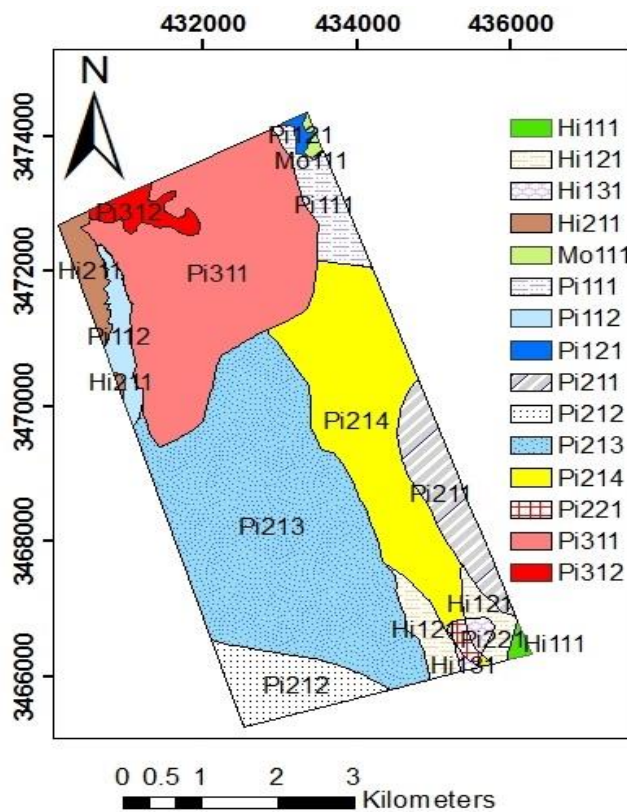 432000 434000 436000
N
3474000
3472000
3470000
3468000
3466000
Pi121
Mo111
Pi111
Pi312
Hi211
Pi311
Pi112
Hi211
Pi214
Pi211
Pi213
Hi121
Hi121
Pi221
Hi111
Hi131
Pi212
Hi111
Hi121
Hi131
Hi211
Mo111
Pi111
Pi112
Pi121
Pi211
Pi212
Pi213
Pi214
Pi221
Pi311
Pi312
0 0.5 1 2 3
Kilometers